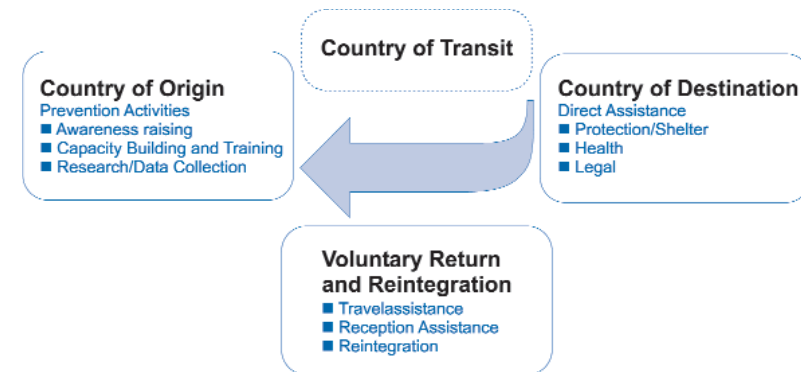 Country of Transit
Country of Origin
Prevention Activities
■ Awareness raising
■ Capacity Building and Training
■ Research/Data Collection
Country of Destination
Direct Assistance
■ Protection/Shelter
■ Health
■ Legal
Voluntary Return
and Reintegration
■ Travelassistance
■ Reception Assistance
■ Reintegration